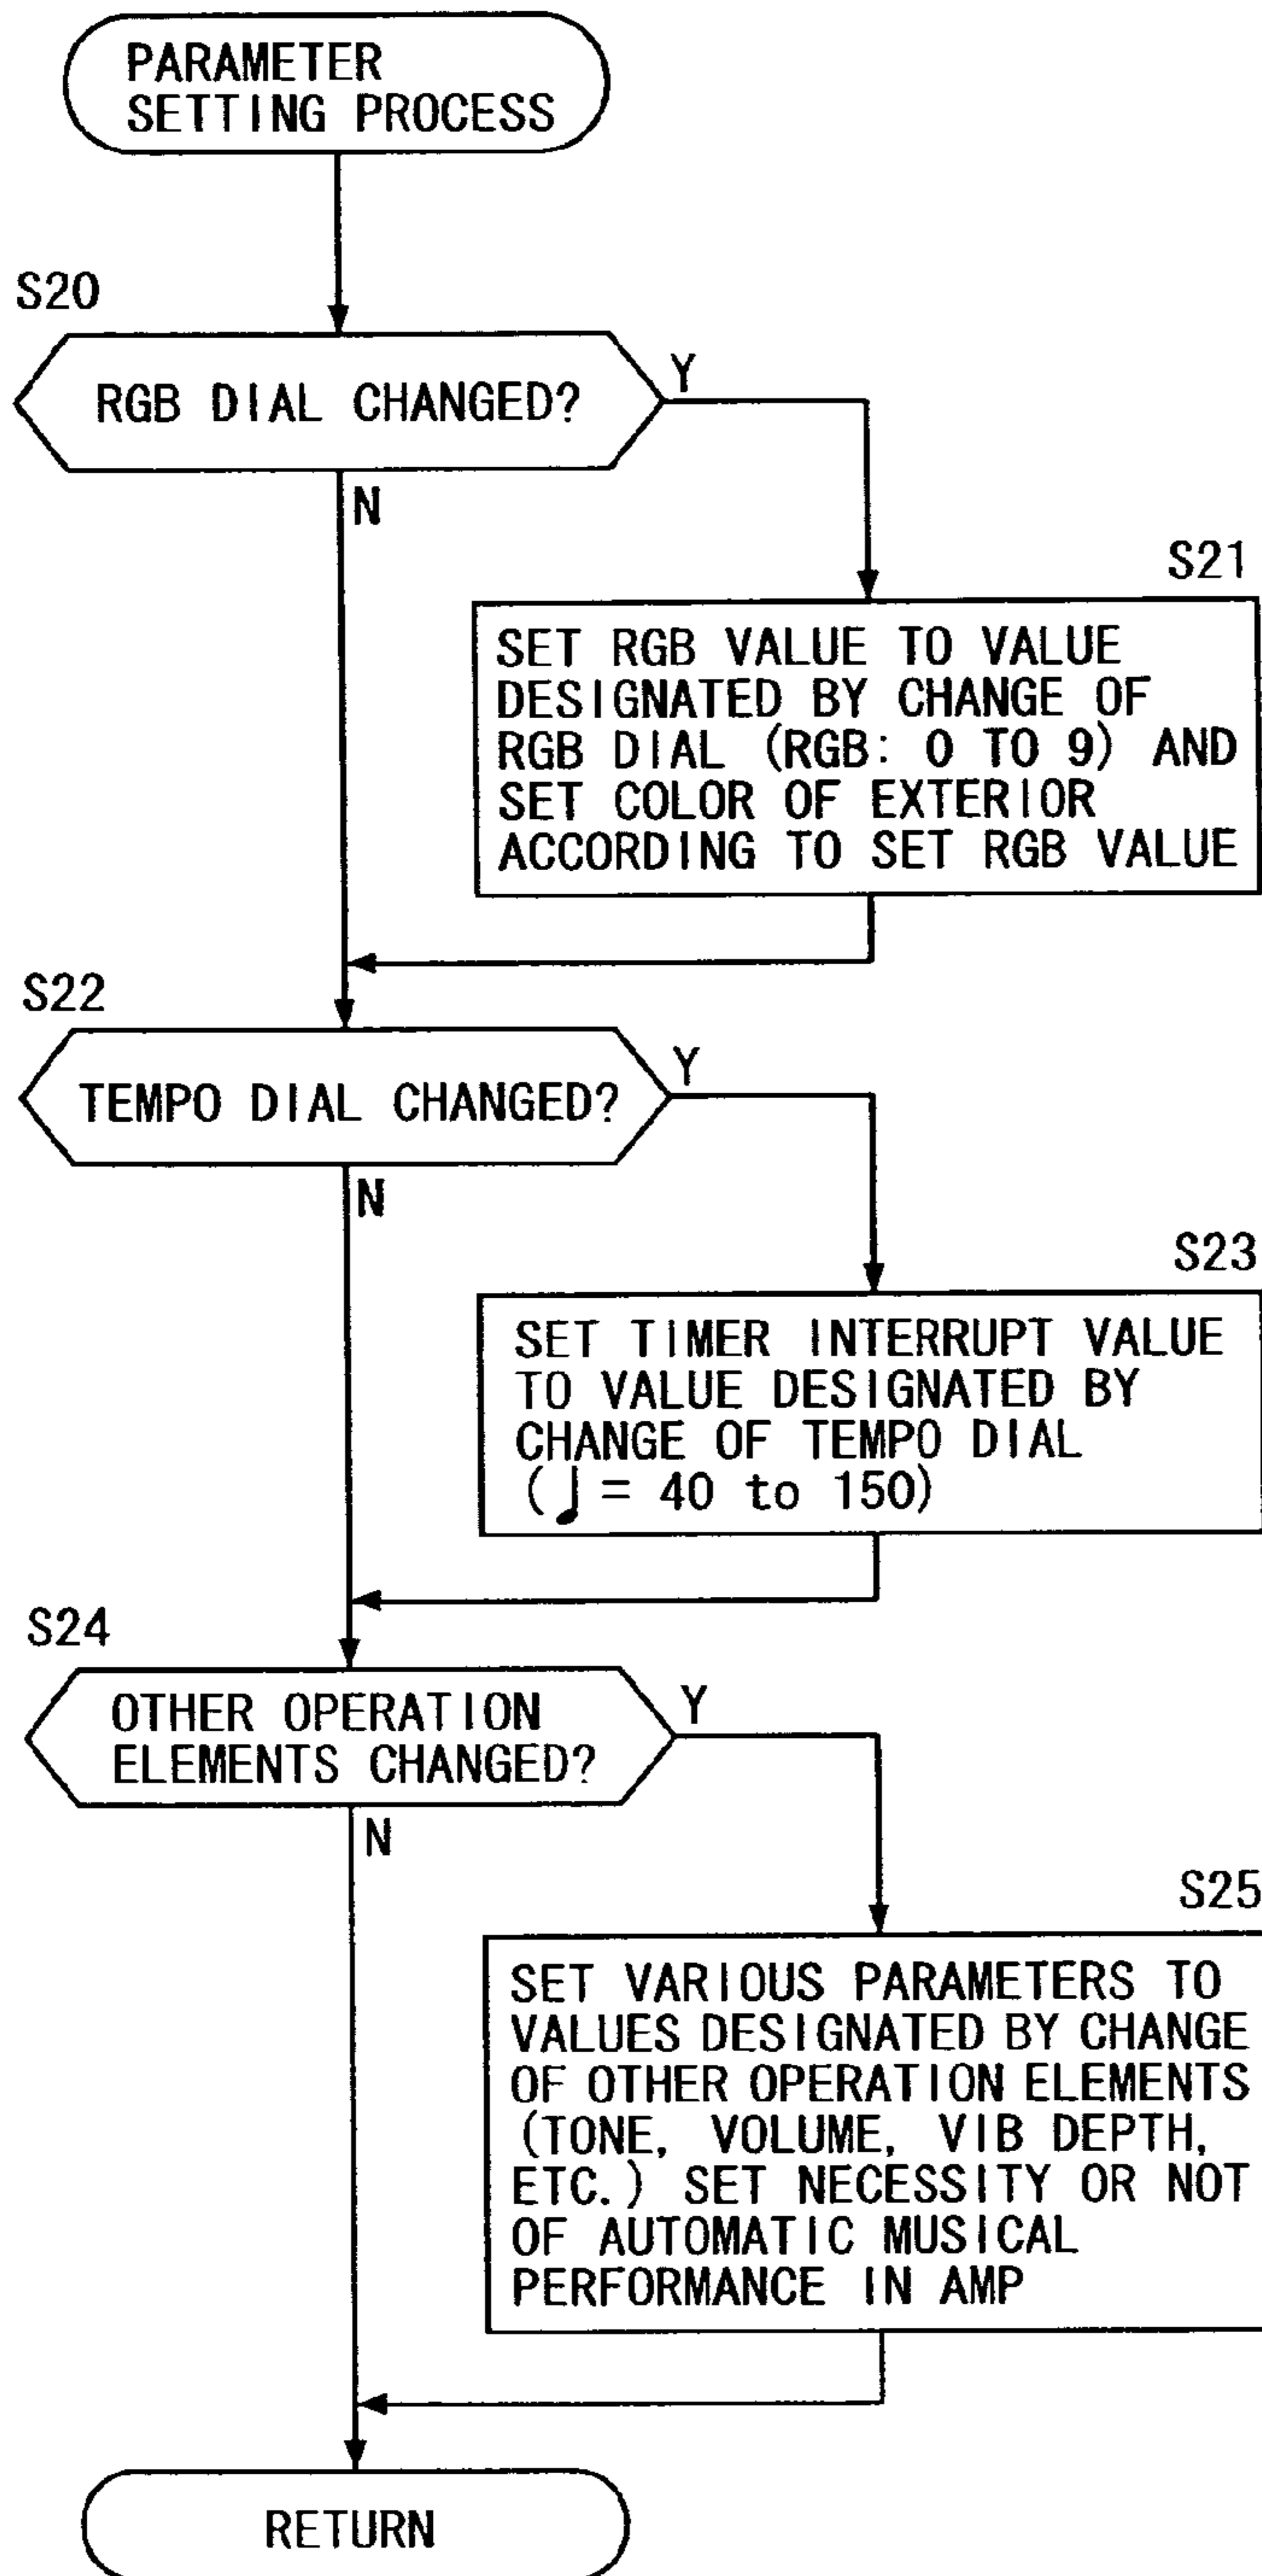 PARAMETER
SETTING PROCESS
S20
RGB DIAL CHANGED?
Y
N
S21
SET RGB VALUE TO VALUE
DESIGNATED BY CHANGE OF
RGB DIAL (RGB: 0 TO 9) AND
SET COLOR OF EXTERIOR
ACCORDING TO SET RGB VALUE
S22
TEMPO DIAL CHANGED?
Y
N
S23
SET TIMER INTERRUPT VALUE
TO VALUE DESIGNATED BY
CHANGE OF TEMPO DIAL
(♩ = 40 to 150)
S24
OTHER OPERATION
ELEMENTS CHANGED?
Y
N
S25
SET VARIOUS PARAMETERS TO
VALUES DESIGNATED BY CHANGE
OF OTHER OPERATION ELEMENTS
(TONE, VOLUME, VIB DEPTH,
ETC.) SET NECESSITY OR NOT
OF AUTOMATIC MUSICAL
PERFORMANCE IN AMP
RETURN